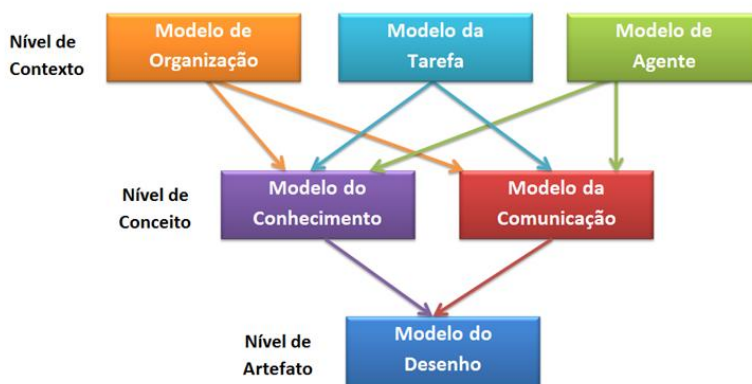 Nível de
Contexto
Modelo de
Organização
Modelo da
Tarefa
Modelo de
Agente
Nível de
Conceito
Modelo do
Conhecimento
Modelo da
Comunicação
Nível de
Artefato
Modelo do
Desenho